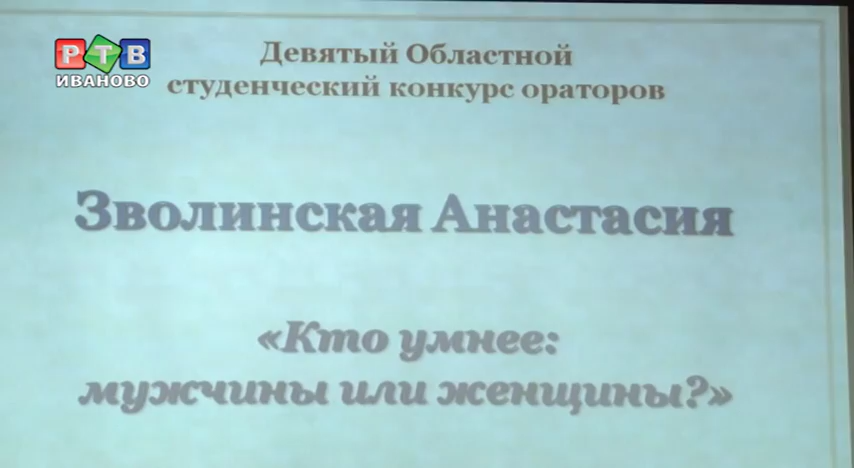 РТВ
ИВАНОВО
Девятый Областной
студенческий конкурс ораторов
Зволинская Анастасия
«Кто умнее:
мужчины или женщины?»